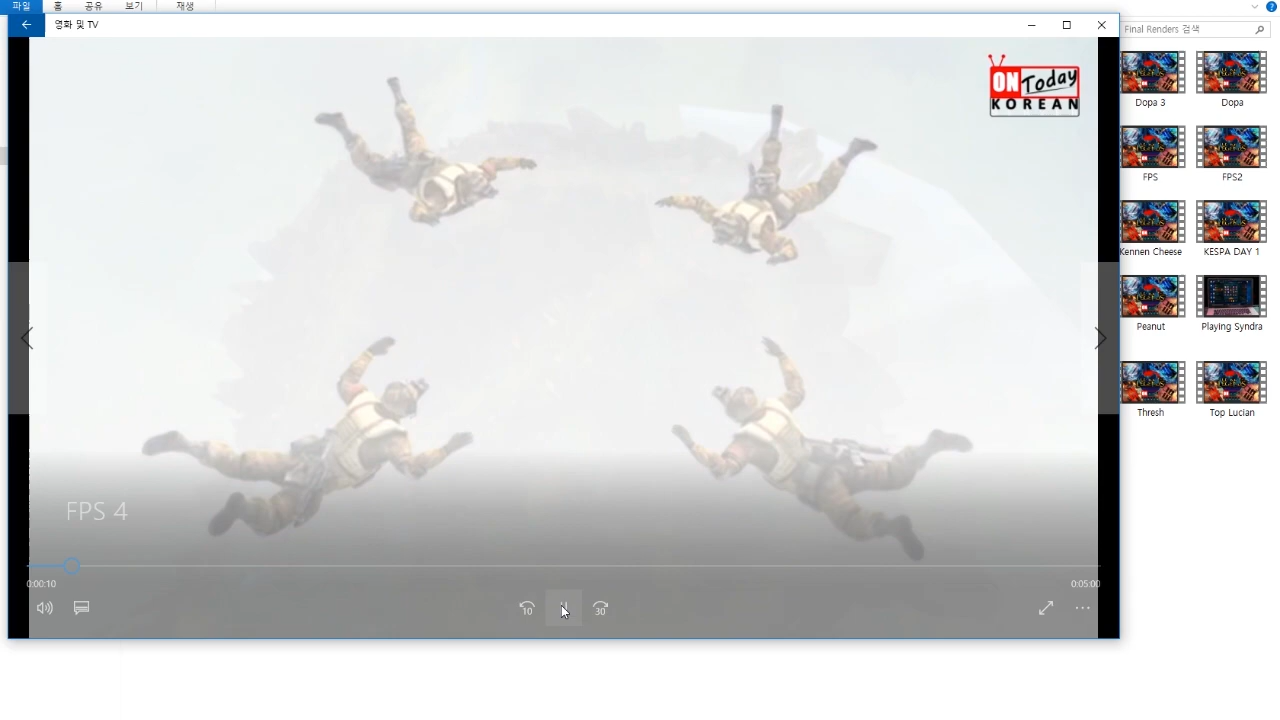 파일 홈 공유 보기 재생
영화 및 TV
Final Renders 검색
ON Today
KOREAN
Dopa 3 Dopa
FPS FPS2
Kennen Cheese KESPA DAY 1
Peanut Playing Syndra
Thresh Top Lucian
FPS 4
0:00:10 0:05:00
10 30